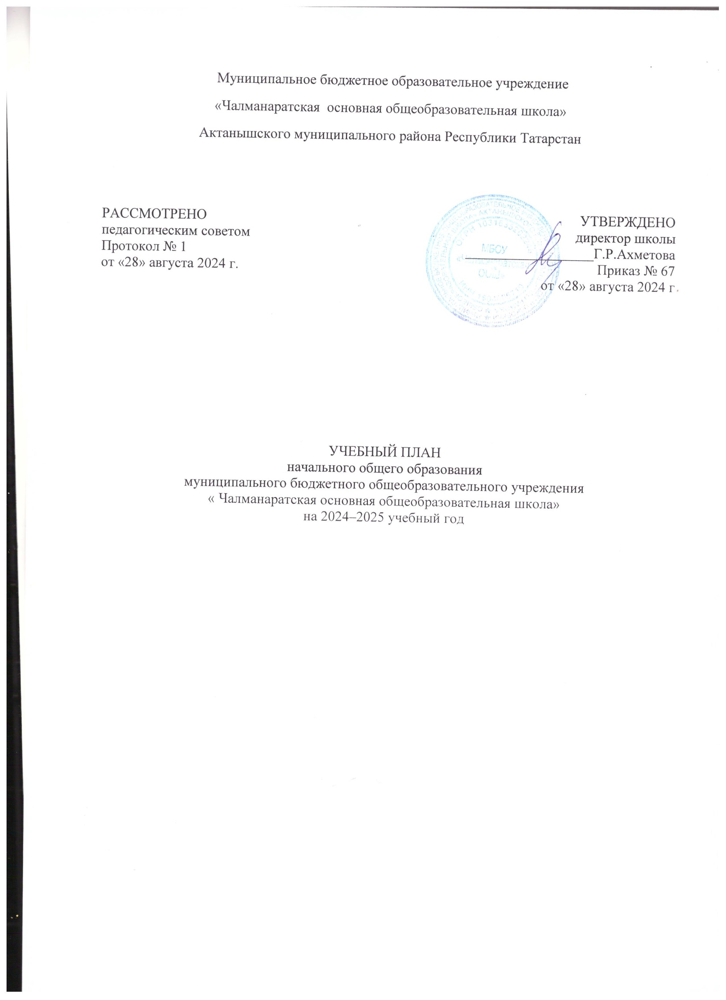 Муниципальное бюджетное образовательное учреждение
«Чалманаратская основная общеобразовательная школа»
Актанышского муниципального района Республики Татарстан
РАССМОТРЕНО
педагогическим советом
Протокол № 1
от «28» августа 2024 г.
УТВЕРЖДЕНО
директор школы
Г.Р.Ахметова
Приказ № 67
от «28» августа 2024 г.
МБОУ
УЧЕБНЫЙ ПЛАН
начального общего образования
муниципального бюджетного общеобразовательного учреждения
« Чалманаратская основная общеобразовательная школа»
на 2024–2025 учебный год